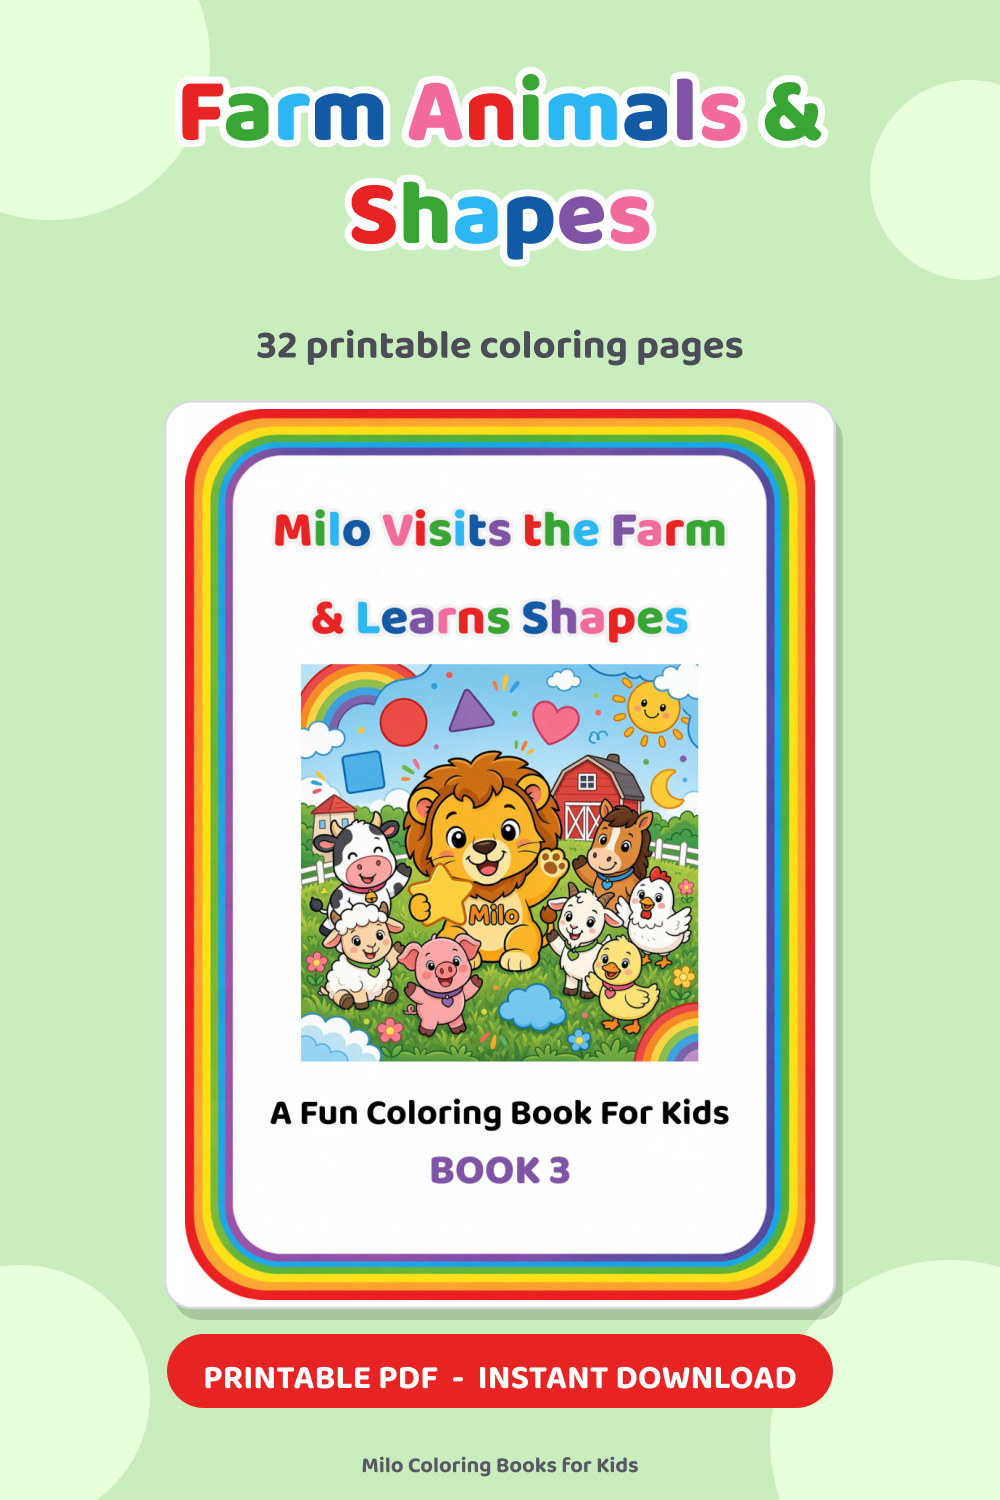 Farm Animals &
Shapes
32 printable coloring pages
Milo Visits the Farm
& Learns Shapes
Milo
A Fun Coloring Book For Kids
BOOK 3
PRINTABLE PDF - INSTANT DOWNLOAD
Milo Coloring Books for Kids